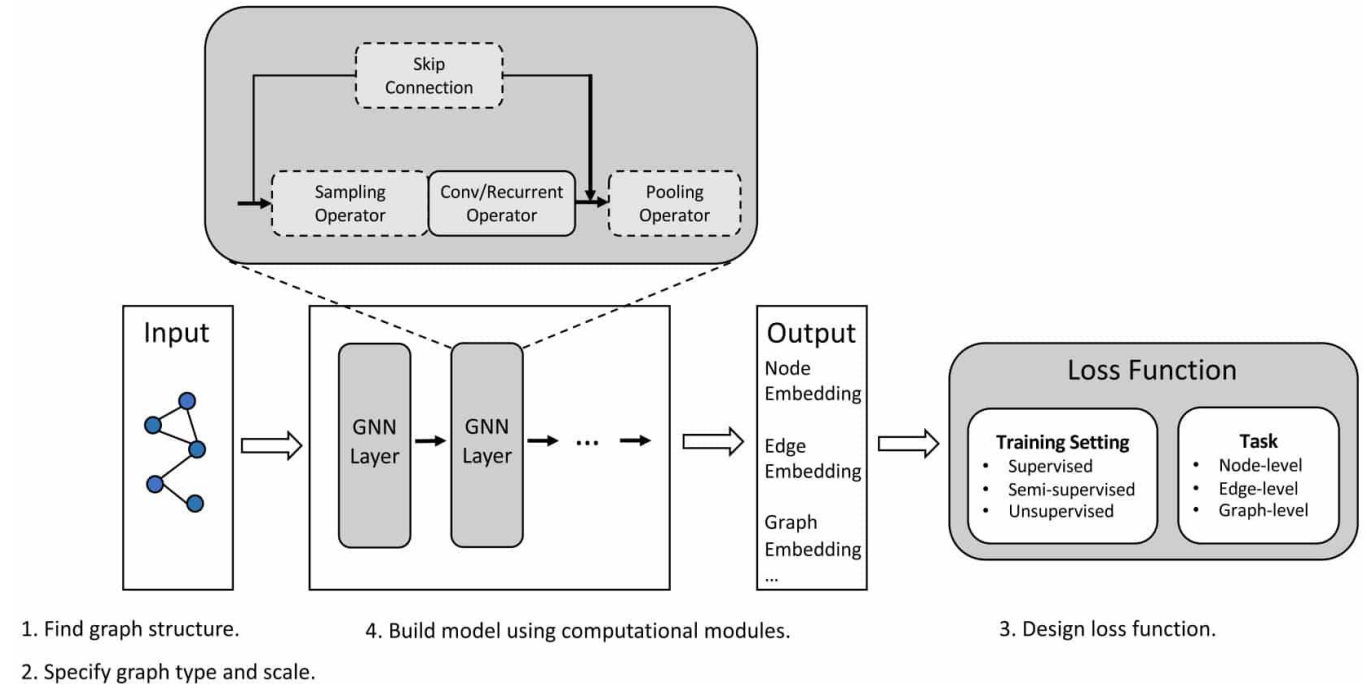 Skip
Connection
Sampling
Operator
Conv/Recurrent
Operator
Pooling
Operator
Input
GNN
Layer
GNN
Layer
...
Output
Node
Embedding
Edge
Embedding
Graph
Embedding
...
Loss Function
Training Setting
• Supervised
• Semi-supervised
• Unsupervised
Task
• Node-level
• Edge-level
• Graph-level
1. Find graph structure.
2. Specify graph type and scale.
4. Build model using computational modules.
3. Design loss function.